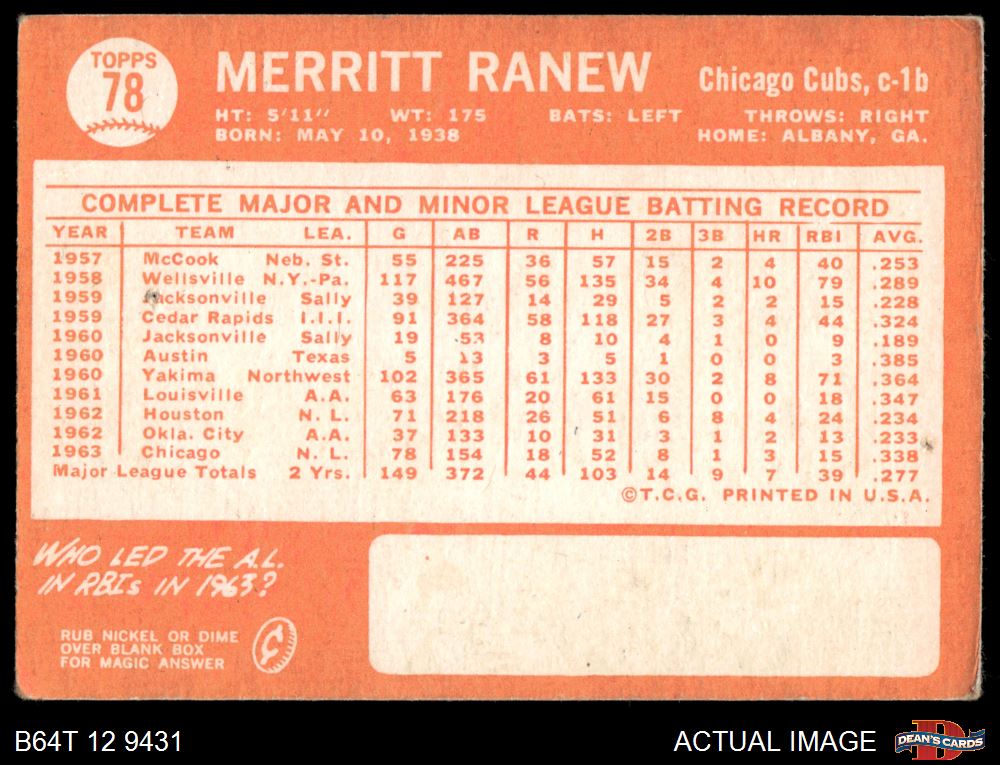 TOPPS
78
MERRITT RANEW
Chicago Cubs, c-1b
HT: 5'11" WT: 175 BATS: LEFT THROWS: RIGHT
BORN: MAY 10, 1938 HOME: ALBANY, GA.
COMPLETE MAJOR AND MINOR LEAGUE BATTING RECORD
YEAR TEAM LEA. G AB R H 2B 3B HR RBI AVG.
1957 McCook Neb. St. 55 225 36 57 15 2 4 40 .253
1958 Wellsville N.Y.-Pa. 117 467 56 135 34 4 10 79 .289
1959 Jacksonville Sally 39 127 14 29 5 2 2 15 .228
1959 Cedar Rapids I.I.I. 91 364 58 118 27 3 4 44 .324
1960 Jacksonville Sally 19 53 8 10 4 1 0 9 .189
1960 Austin Texas 5 13 3 5 1 0 0 3 .385
1960 Yakima Northwest 102 365 61 133 30 2 8 71 .364
1961 Louisville A.A. 63 176 20 61 15 0 0 18 .347
1962 Houston N. L. 71 218 26 51 6 8 4 24 .234
1962 Okla. City A.A. 37 133 10 31 3 1 2 13 .233
1963 Chicago N. L. 78 154 18 52 8 1 3 15 .338
Major League Totals 2 Yrs. 149 372 44 103 14 9 7 39 .277
©T.C.G. PRINTED IN U.S.A.
WHO LED THE A.L.
IN RBIs IN 1963?
RUB NICKEL OR DIME
OVER BLANK BOX
FOR MAGIC ANSWER
B64T 12 9431
ACTUAL IMAGE
DEAN'S CARDS